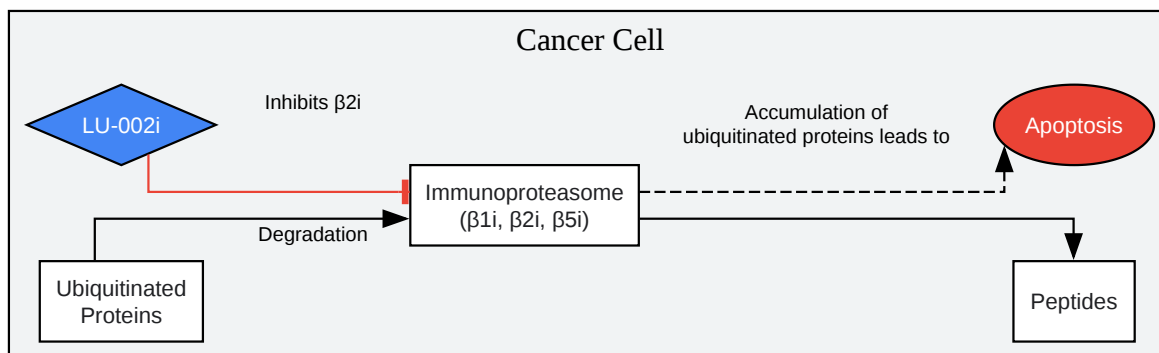 Cancer Cell
LU-002i
Inhibits β2i
Accumulation of
ubiquitinated proteins leads to
Apoptosis
Immunoproteasome
(β1i, β2i, β5i)
Degradation
Ubiquitinated
Proteins
Peptides